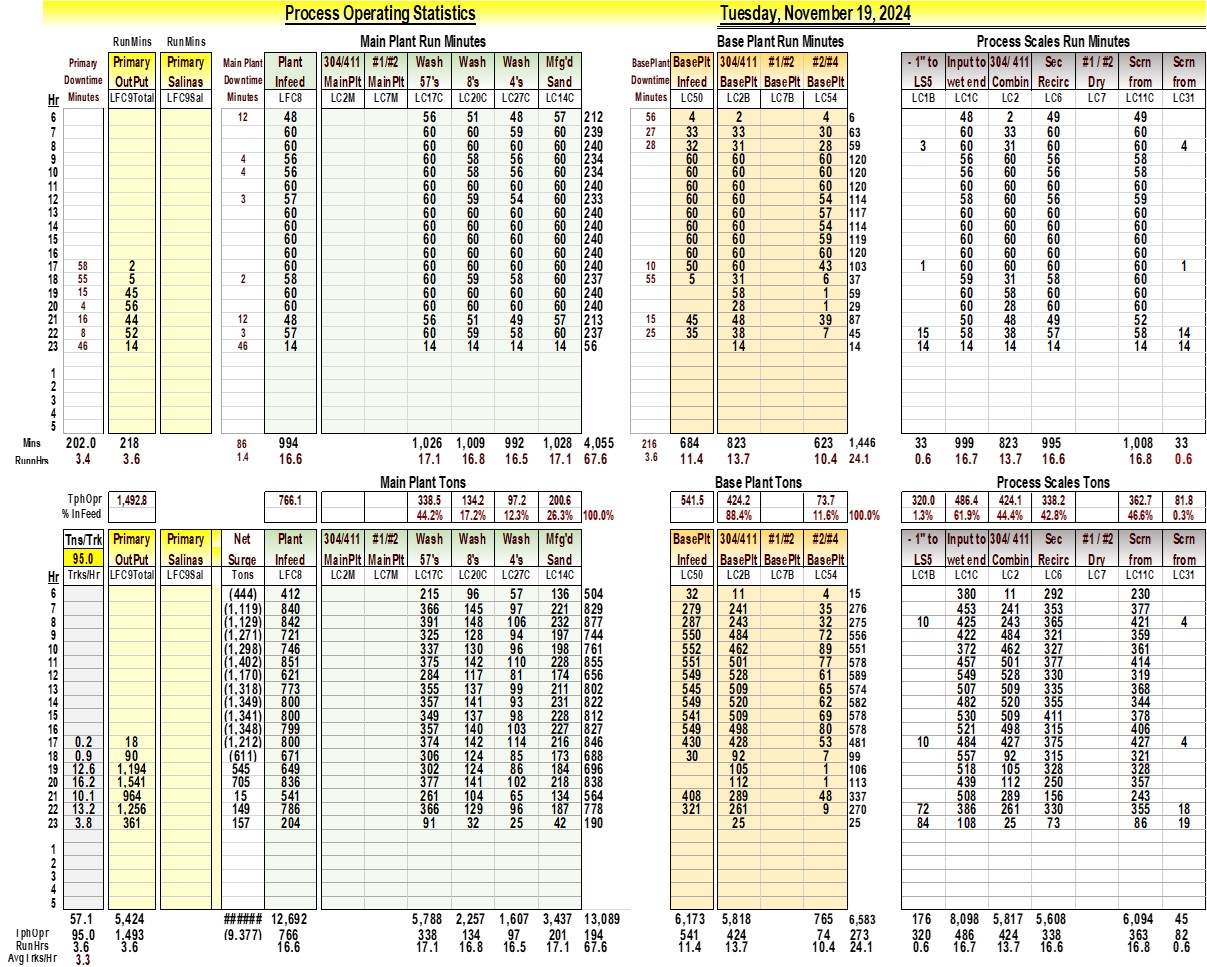 Process Operating Statistics Tuesday, November 19, 2024
RunMins RunMins Main Plant Run Minutes Base Plant Run Minutes Process Scales Run Minutes
Primary Primary Primary Main Plant Plant 304/411 #1/#2 Wash Wash Wash Mfg'd BasePlant BasePlt 304/411 #1/#2 #2/#4 - 1" to Input to 304/ 411 Sec #1 / #2 Scrn Scrn
Downtime OutPut Salinas Downtime Infeed MainPlt MainPlt 57's 8's 4's Sand Downtime Infeed BasePlt BasePlt BasePlt LS5 wet end Combin Recirc Dry from from
Hr Minutes LFC9Total LFC9Sal Minutes LFC8 LC2M LC7M LC17C LC20C LC27C LC14C Minutes LC50 LC2B LC7B LC54 LC1B LC1C LC2 LC6 LC7 LC11C LC31
6 12 48 56 51 48 57 212 56 4 2 4 6 48 2 49 49
7 60 60 60 59 60 239 27 33 33 30 63 60 33 60 60
8 60 60 60 60 60 240 28 32 31 28 59 3 60 31 60 60 4
9 4 56 60 58 56 60 234 60 60 60 120 56 60 56 58
10 4 56 60 58 56 60 234 60 60 60 120 56 60 56 58
11 60 60 60 60 60 240 60 60 60 120 60 60 60 60
12 3 57 60 59 54 60 233 60 60 54 114 58 60 56 59
13 60 60 60 60 60 240 60 60 57 117 60 60 60 60
14 60 60 60 60 60 240 60 60 54 114 60 60 60 60
15 60 60 60 60 60 240 60 60 59 119 60 60 60 60
16 60 60 60 60 60 240 60 60 60 120 60 60 60 60
17 58 2 60 60 60 60 60 240 10 50 60 43 103 1 60 60 60 60 1
18 55 5 2 58 60 59 58 60 237 55 5 31 6 37 59 31 58 60
19 15 45 60 60 60 60 60 240 58 1 59 60 58 60 60
20 4 56 60 60 60 60 60 240 28 1 29 60 28 60 60
21 16 44 12 48 56 51 49 57 213 15 45 48 39 87 50 48 49 52
22 8 52 3 57 60 59 58 60 237 25 35 38 7 45 15 58 38 57 58 14
23 46 14 46 14 14 14 14 14 56 14 14 14 14 14 14 14 14
1
2
3
4
5
Mins 202.0 218 86 994 1,026 1,009 992 1,028 4,055 216 684 823 623 1,446 33 999 823 995 1,008 33
RunnHrs 3.4 3.6 1.4 16.6 17.1 16.8 16.5 17.1 67.6 3.6 11.4 13.7 10.4 24.1 0.6 16.7 13.7 16.6 16.8 0.6
Main Plant Tons Base Plant Tons Process Scales Tons
TphOpr 1,492.8 766.1 338.5 134.2 97.2 200.6 541.5 424.2 73.7 320.0 486.4 424.1 338.2 362.7 81.8
% InFeed 44.2% 17.2% 12.3% 26.3% 100.0% 88.4% 11.6% 100.0% 1.3% 61.9% 44.4% 42.8% 46.6% 0.3%
Tns/Trk Primary Primary Net Plant 304/411 #1/#2 Wash Wash Wash Mfg'd BasePlt 304/411 #1/#2 #2/#4 - 1" to Input to 304/ 411 Sec #1 / #2 Scrn Scrn
95.0 OutPut Salinas Surge Infeed MainPlt MainPlt 57's 8's 4's Sand Infeed BasePlt BasePlt BasePlt LS5 wet end Combin Recirc Dry from from
Hr Trks/Hr LFC9Total LFC9Sal Tons LFC8 LC2M LC7M LC17C LC20C LC27C LC14C LC50 LC2B LC7B LC54 LC1B LC1C LC2 LC6 LC7 LC11C LC31
6 (444) 412 215 96 57 136 504 32 11 4 15 380 11 292 230
7 (1,119) 840 366 145 97 221 829 279 241 35 276 453 241 353 377
8 (1,129) 842 391 148 106 232 877 287 243 32 275 10 425 243 365 421 4
9 (1,271) 721 325 128 94 197 744 550 484 72 556 422 484 321 359
10 (1,298) 746 337 130 96 198 761 552 462 89 551 372 462 327 361
11 (1,402) 851 375 142 110 228 855 551 501 77 578 457 501 377 414
12 (1,170) 621 284 117 81 174 656 549 528 61 589 549 528 330 319
13 (1,318) 773 355 137 99 211 802 545 509 65 574 507 509 335 368
14 (1,349) 800 357 141 93 231 822 549 520 62 582 482 520 355 344
15 (1,341) 800 349 137 98 228 812 541 509 69 578 530 509 411 378
16 (1,348) 799 357 140 103 227 827 549 498 80 578 521 498 315 406
17 0.2 18 (1,212) 800 374 142 114 216 846 430 428 53 481 10 484 427 375 427 4
18 0.9 90 (611) 671 306 124 85 173 688 30 92 7 99 557 92 315 321
19 12.6 1,194 545 649 302 124 86 184 696 105 1 106 518 105 328 328
20 16.2 1,541 705 836 377 141 102 218 838 112 1 113 439 112 250 357
21 10.1 964 15 541 261 104 65 134 564 408 289 48 337 508 289 156 243
22 13.2 1,256 149 786 366 129 96 187 778 321 261 9 270 72 386 261 330 355 18
23 3.8 361 157 204 91 32 25 42 190 25 25 84 108 25 73 86 19
1
2
3
4
5
57.1 5,424 ###### 12,692 5,788 2,257 1,607 3,437 13,089 6,173 5,818 765 6,583 176 8,098 5,817 5,608 6,094 45
TphOpr 95.0 1,493 (9.377) 766 338 134 97 201 194 541 424 74 273 320 486 424 338 363 82
RunHrs 3.6 3.6 16.6 17.1 16.8 16.5 17.1 67.6 11.4 13.7 10.4 24.1 0.6 16.7 13.7 16.6 16.8 0.6
Avg Trks/Hr 3.3